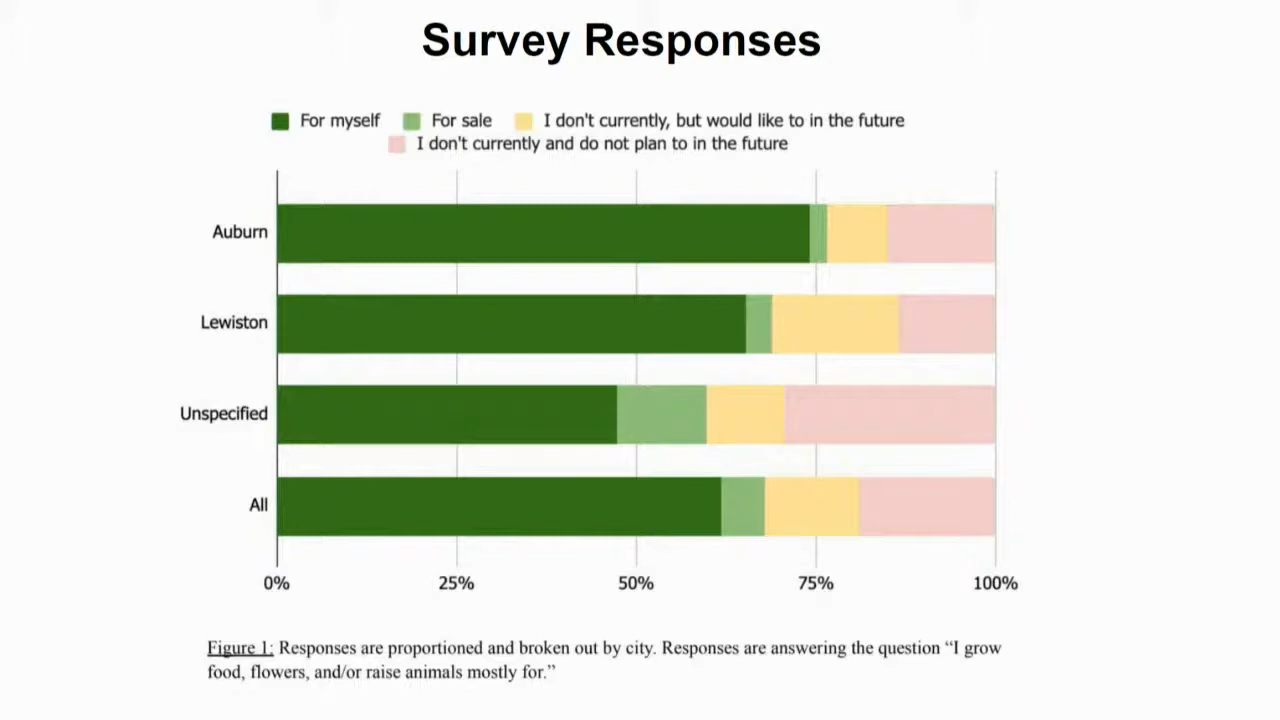 Survey Responses
For myself For sale I don't currently, but would like to in the future
I don't currently and do not plan to in the future
Auburn
Lewiston
Unspecified
All
0% 25% 50% 75% 100%
Figure 1: Responses are proportioned and broken out by city. Responses are answering the question “I grow
food, flowers, and/or raise animals mostly for.”